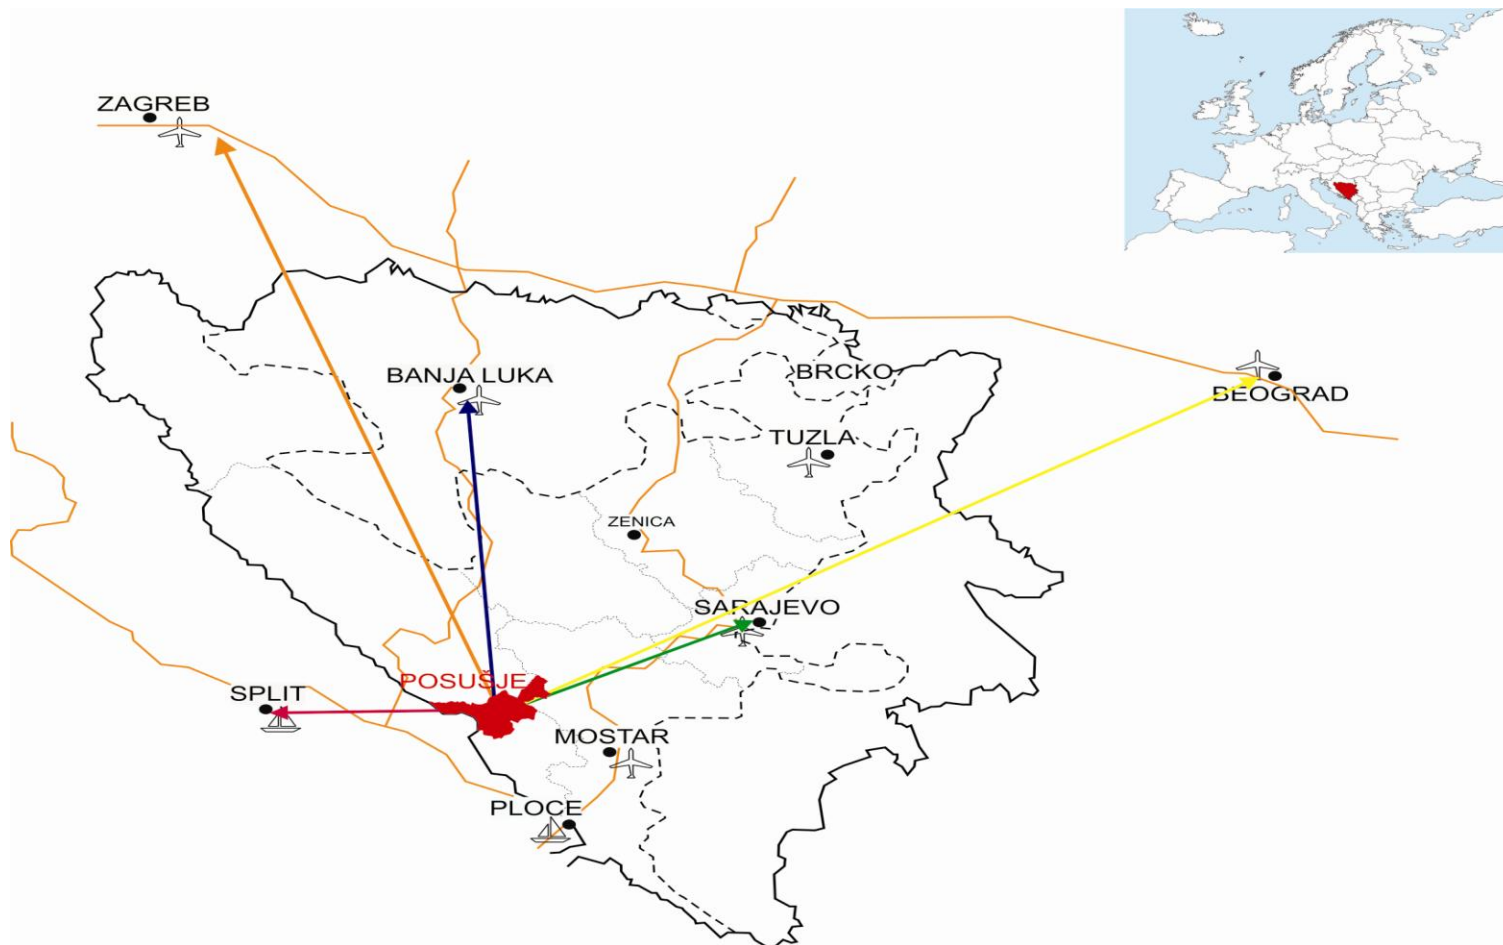 ZAGREB
BANJA LUKA
BRCKO
BEOGRAD
TUZLA
ZENICA
SARAJEVO
POSUŠJE
SPLIT
MOSTAR
PLOCE